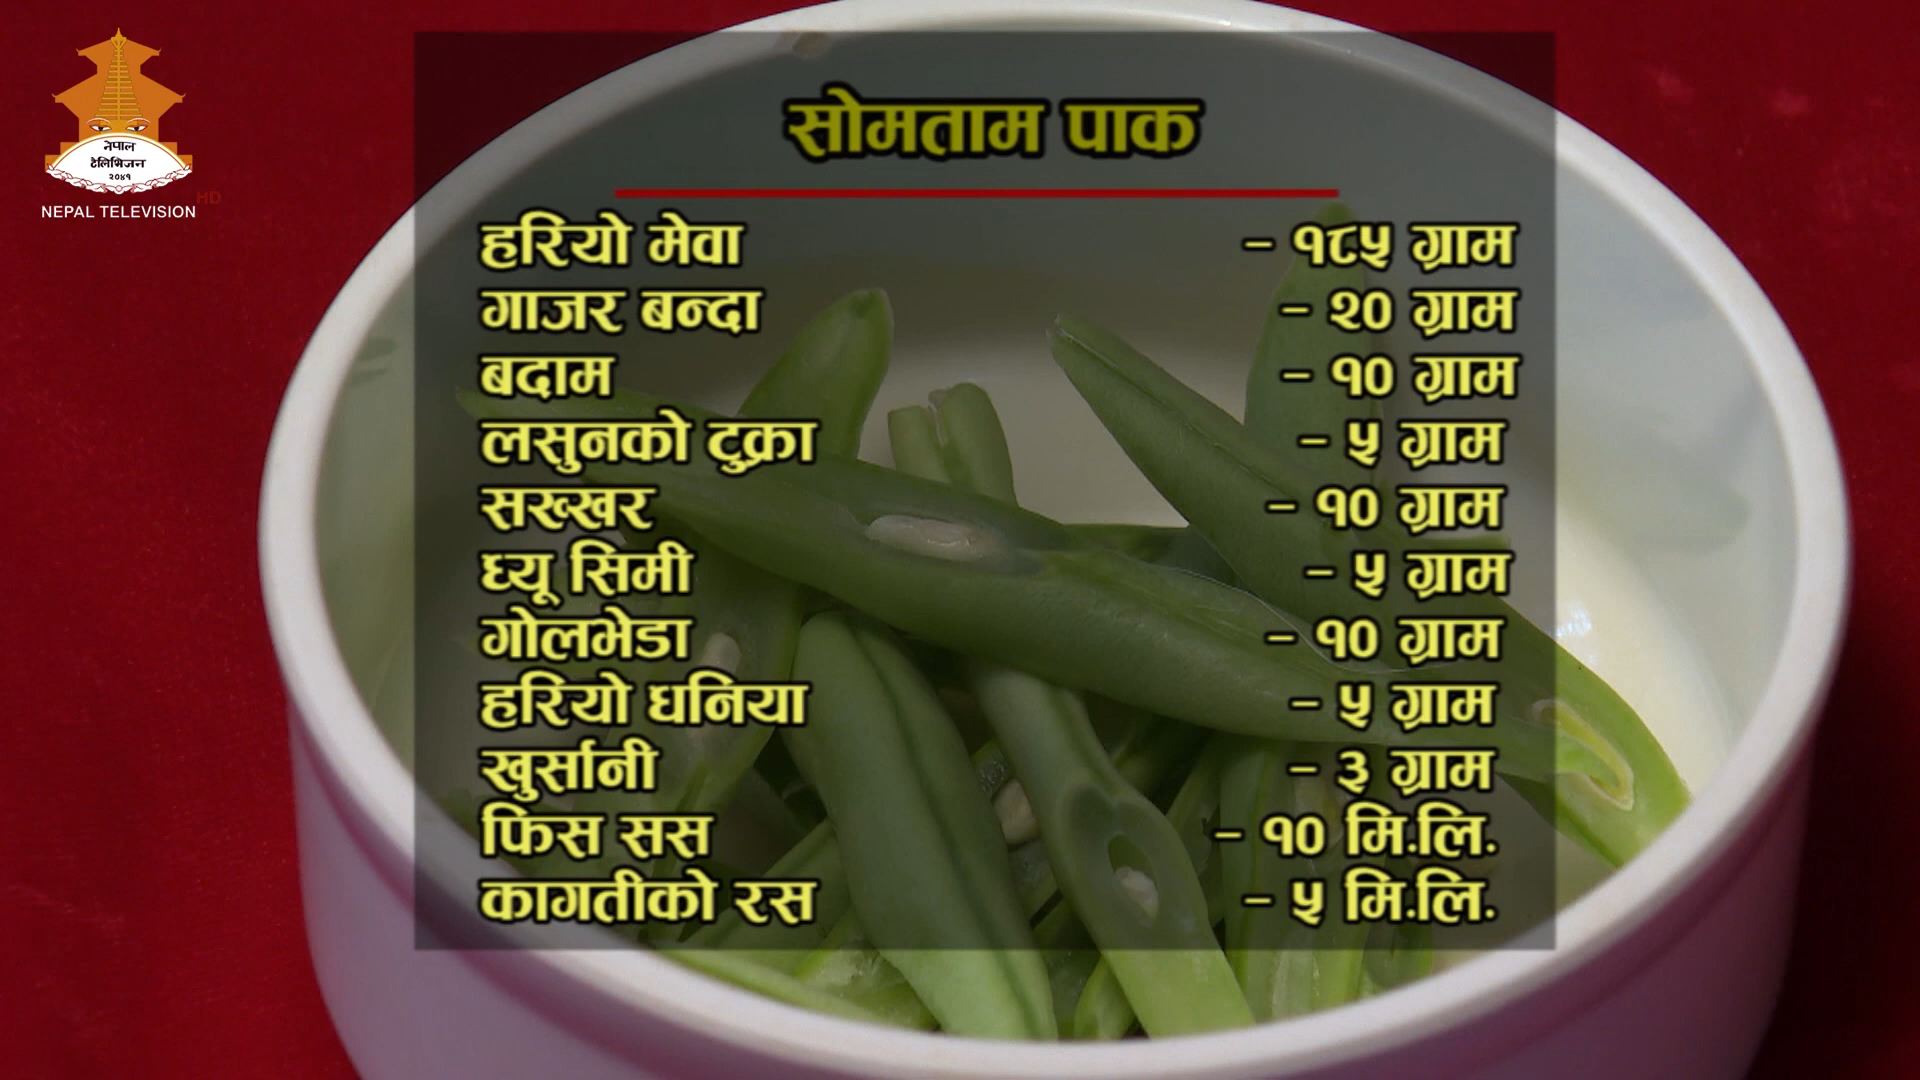 नेपाल
टेलिभिजन
२०४१
HD
NEPAL TELEVISION
सोमताम पाक
हरियो मेवा - १८५ ग्राम
गाजर बन्दा - २० ग्राम
बदाम - १० ग्राम
लसुनको टुक्रा - ५ ग्राम
सख्खर - १० ग्राम
ध्यू सिमी - ५ ग्राम
गोलभेडा - १० ग्राम
हरियो धनिया - ५ ग्राम
खुर्सानी - ३ ग्राम
फिस सस - १० मि.लि.
कागतीको रस - ५ मि.लि.